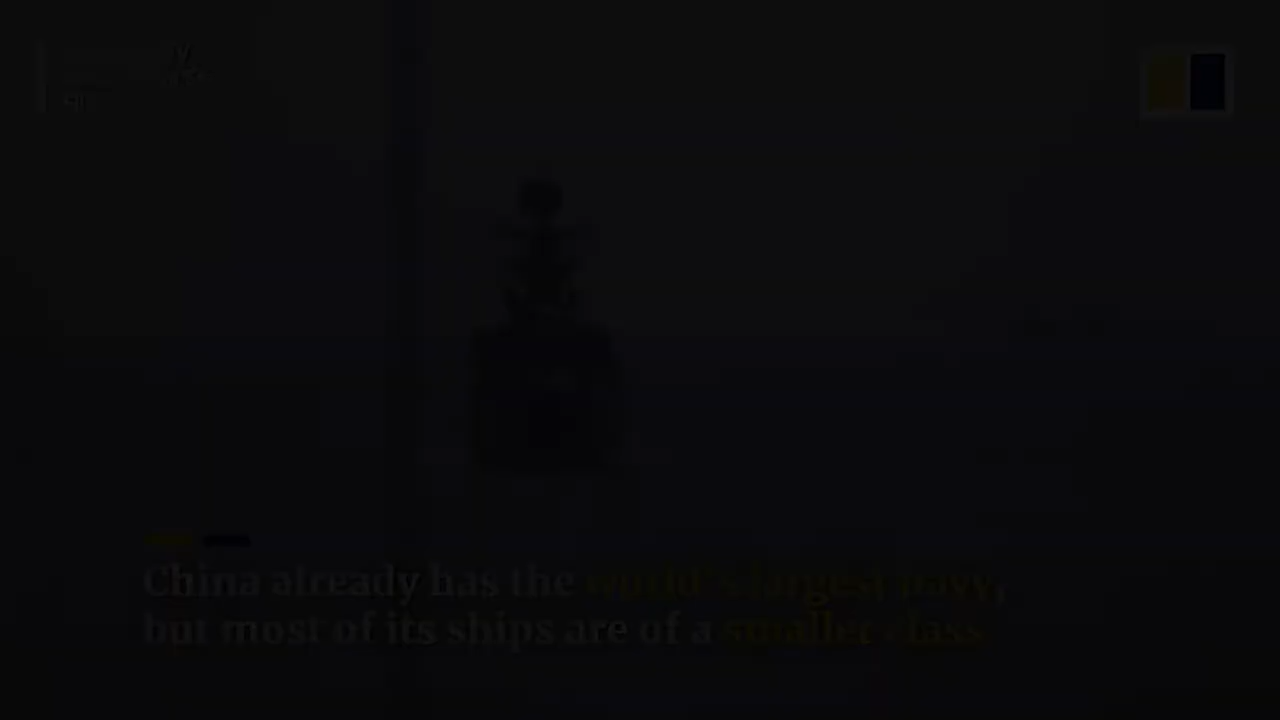 China already has the world's largest navy,
but most of its ships are of a smaller class